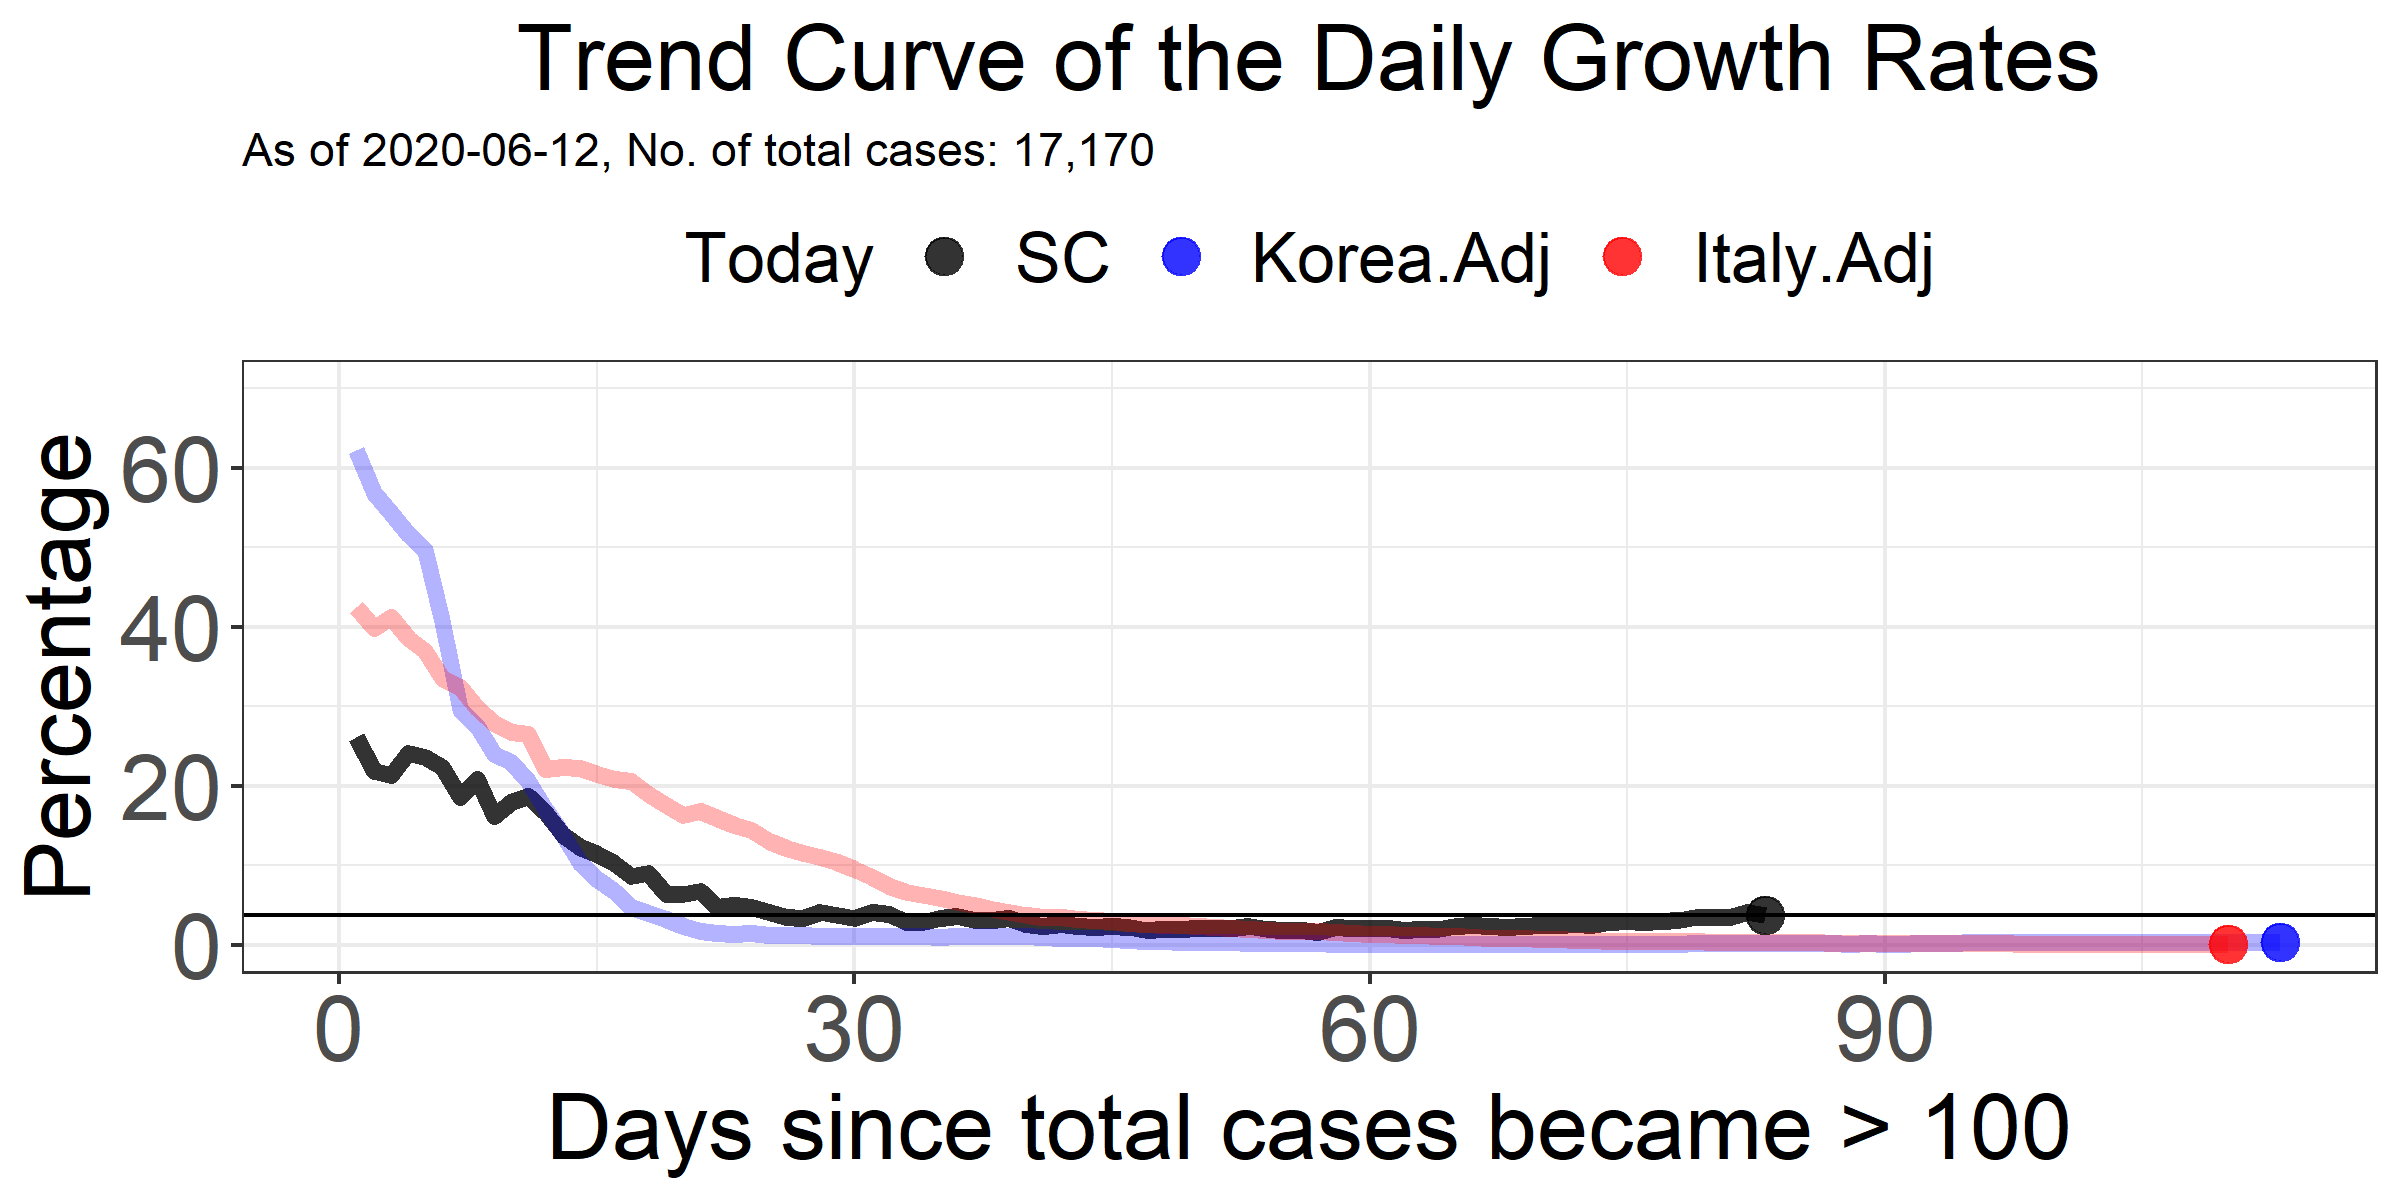 Trend Curve of the Daily Growth Rates
As of 2020-06-12, No. of total cases: 17,170
Today SC Korea.Adj Italy.Adj
Percentage
60
40
20
0
0 30 60 90
Days since total cases became > 100